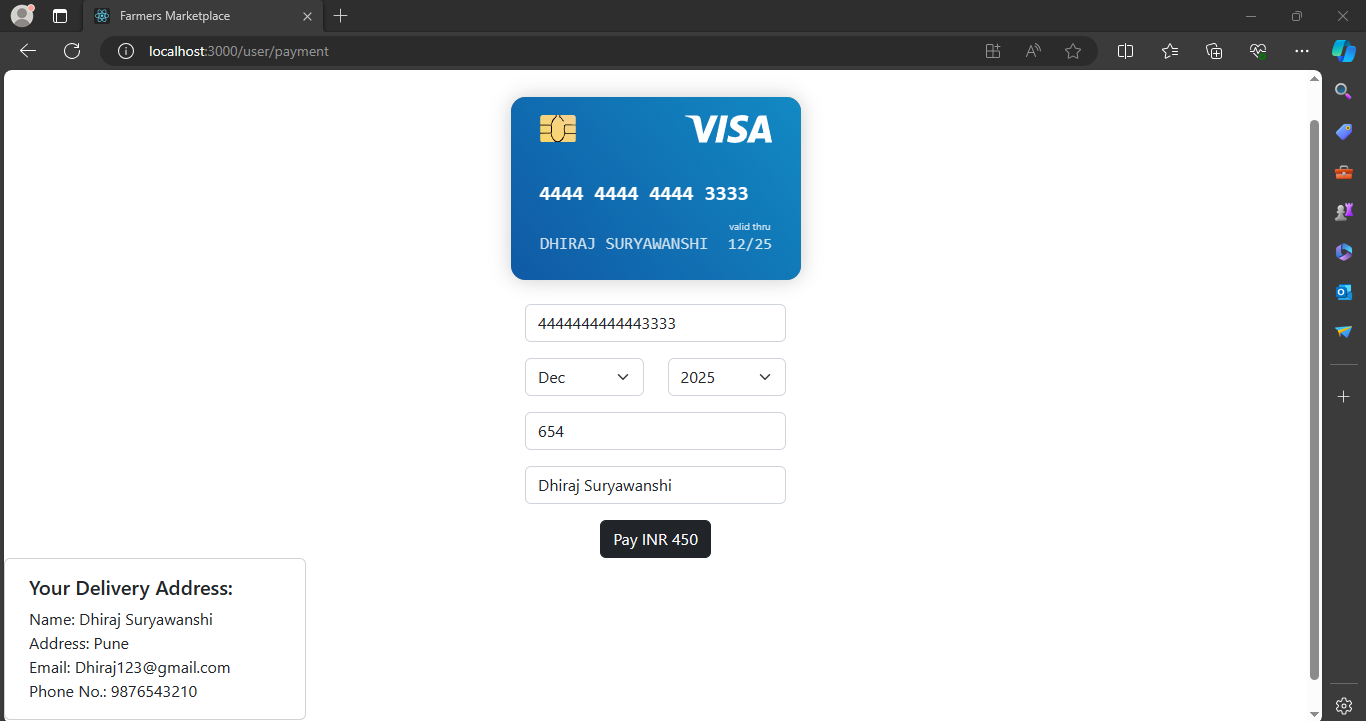 Farmers Marketplace
localhost:3000/user/payment
VISA
4444 4444 4444 3333
valid thru
DHIRAJ SURYAWANSHI 12/25
4444444444443333
Dec 2025
654
Dhiraj Suryawanshi
Pay INR 450
Your Delivery Address:
Name: Dhiraj Suryawanshi
Address: Pune
Email: Dhiraj123@gmail.com
Phone No.: 9876543210